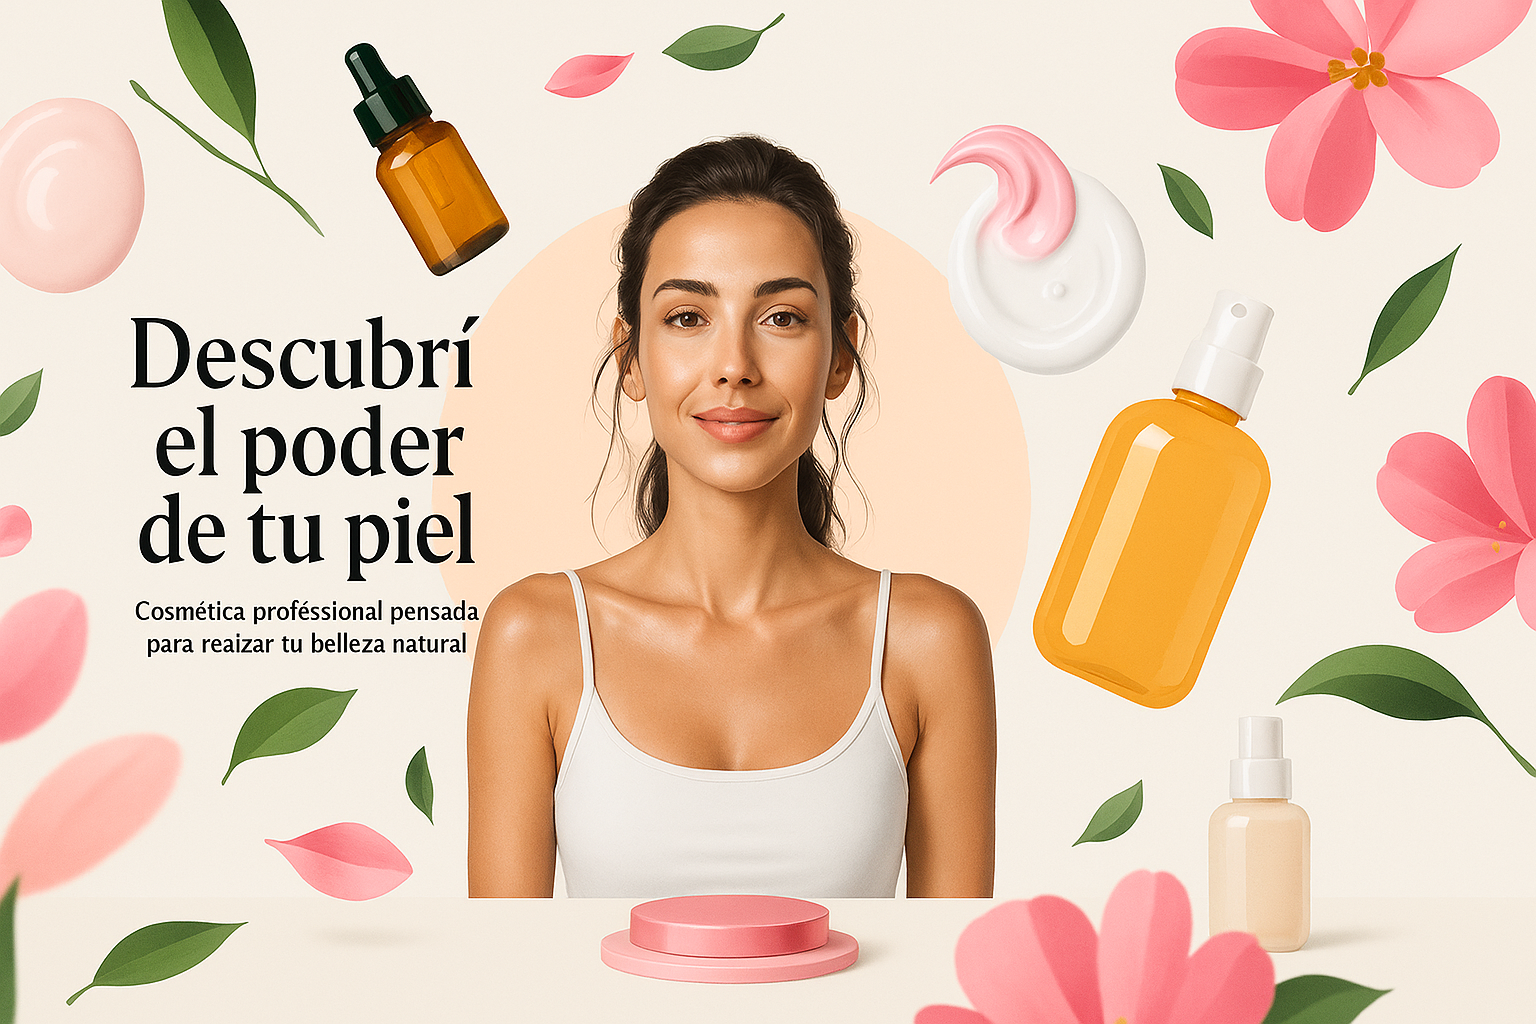 Descubrí
el poder
de tu piel
Cosmética proféssional pensada
para reaizar tu belleza natural